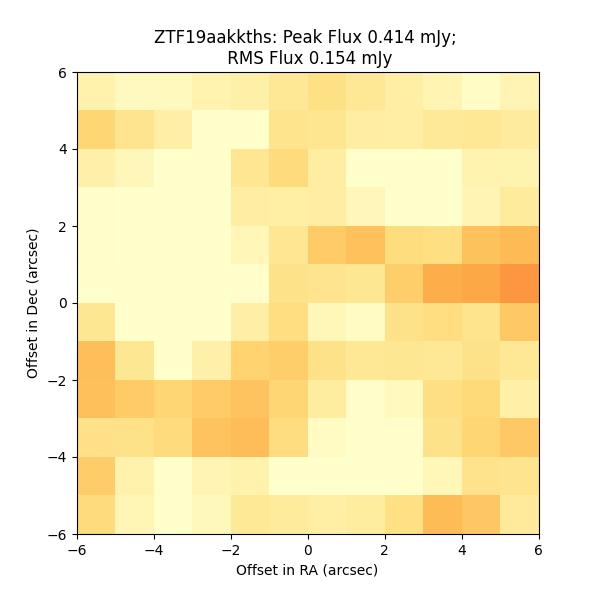 ZTF19aakkths: Peak Flux 0.414 mJy;
RMS Flux 0.154 mJy
6
4
2
0
−2
−4
−6
Offset in Dec (arcsec)
−6 −4 −2 0 2 4 6
Offset in RA (arcsec)